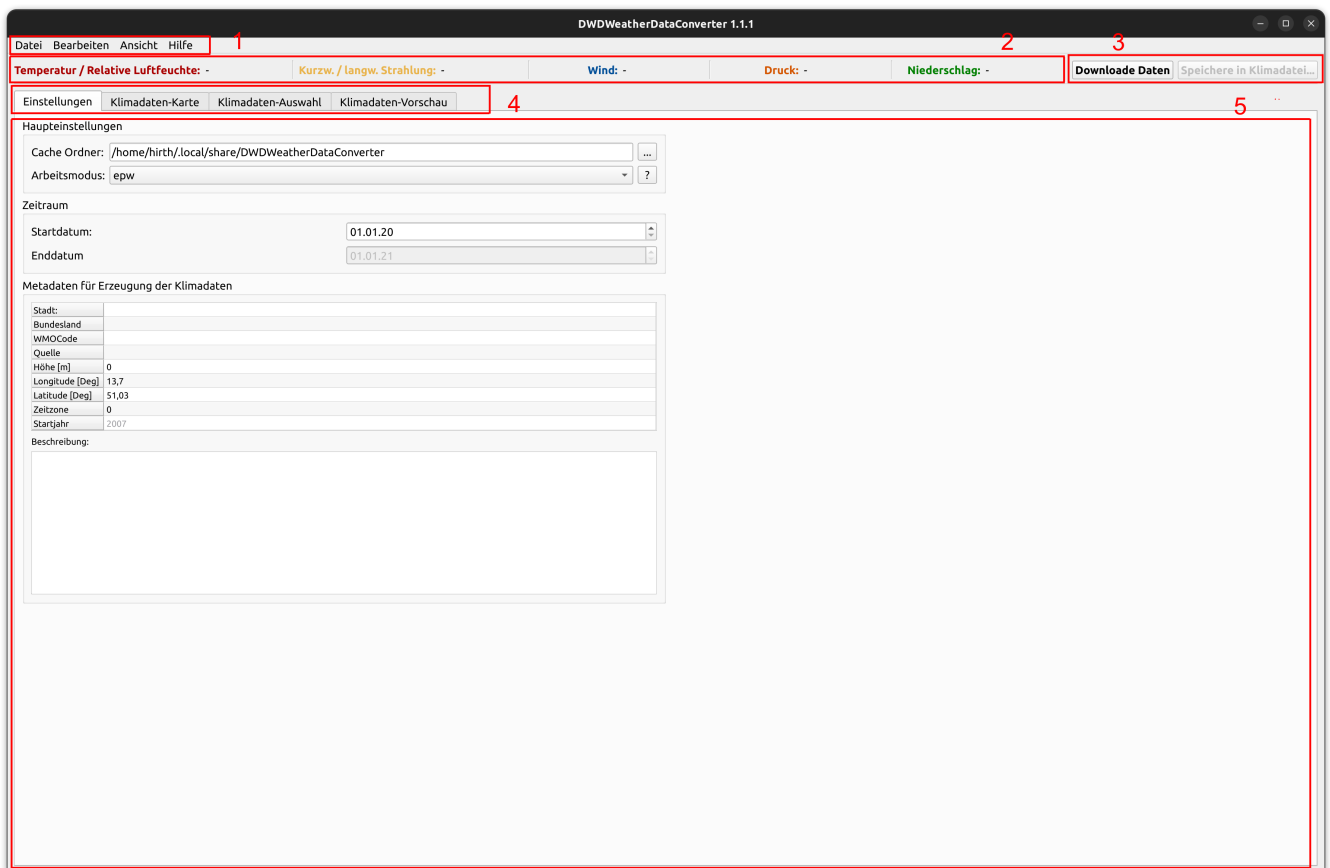 DWDWeatherDataConverter 1.1.1
Datei Bearbeiten Ansicht Hilfe 1
Temperatur / Relative Luftfeuchte: - Kurzw. / langw. Strahlung: - Wind: - Druck: - Niederschlag: - 2 Downloade Daten Speichere in Klimadatei... 3
Einstellungen Klimadaten-Karte Klimadaten-Auswahl Klimadaten-Vorschau 4
5
Haupteinstellungen
Cache Ordner: /home/hirth/.local/share/DWDWeatherDataConverter ...
Arbeitsmodus: epw ?
Zeitraum
Startdatum: 01.01.20
Enddatum 01.01.21
Metadaten für Erzeugung der Klimadaten
Stadt:
Bundesland
WMOCode
Quelle
Höhe [m] 0
Longitude [Deg] 13,7
Latitude [Deg] 51,03
Zeitzone 0
Startjahr 2007
Beschreibung: